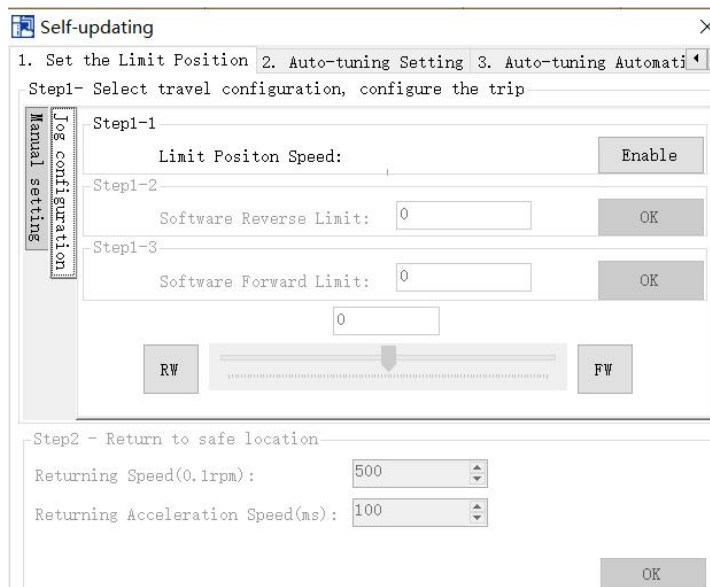 Self-updating
1. Set the Limit Position 2. Auto-tuning Setting 3. Auto-tuning Automati
Step1- Select travel configuration, configure the trip
Manual setting
Jog configuration
Step1-1
Limit Positon Speed: Enable
Step1-2
Software Reverse Limit: 0 OK
Step1-3
Software Forward Limit: 0 OK
0
RW FW
Step2 - Return to safe location
Returning Speed(0.1rpm): 500
Returning Acceleration Speed(ms): 100
OK